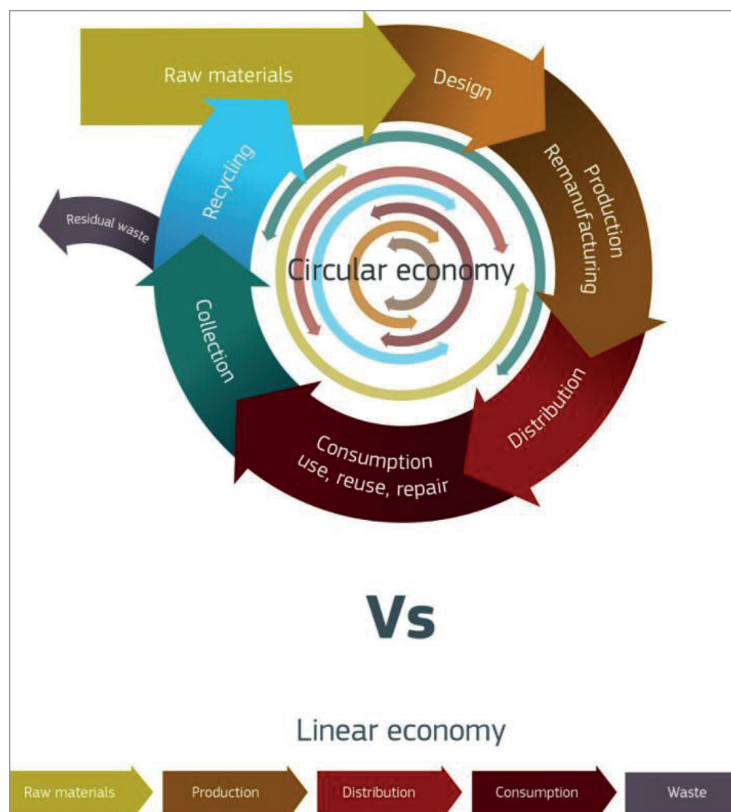 Raw materials
Design
Production
Remanufacturing
Distribution
Consumption
use, reuse, repair
Collection
Recycling
Residual waste
Circular economy
Vs
Linear economy
Raw materials
Production
Distribution
Consumption
Waste